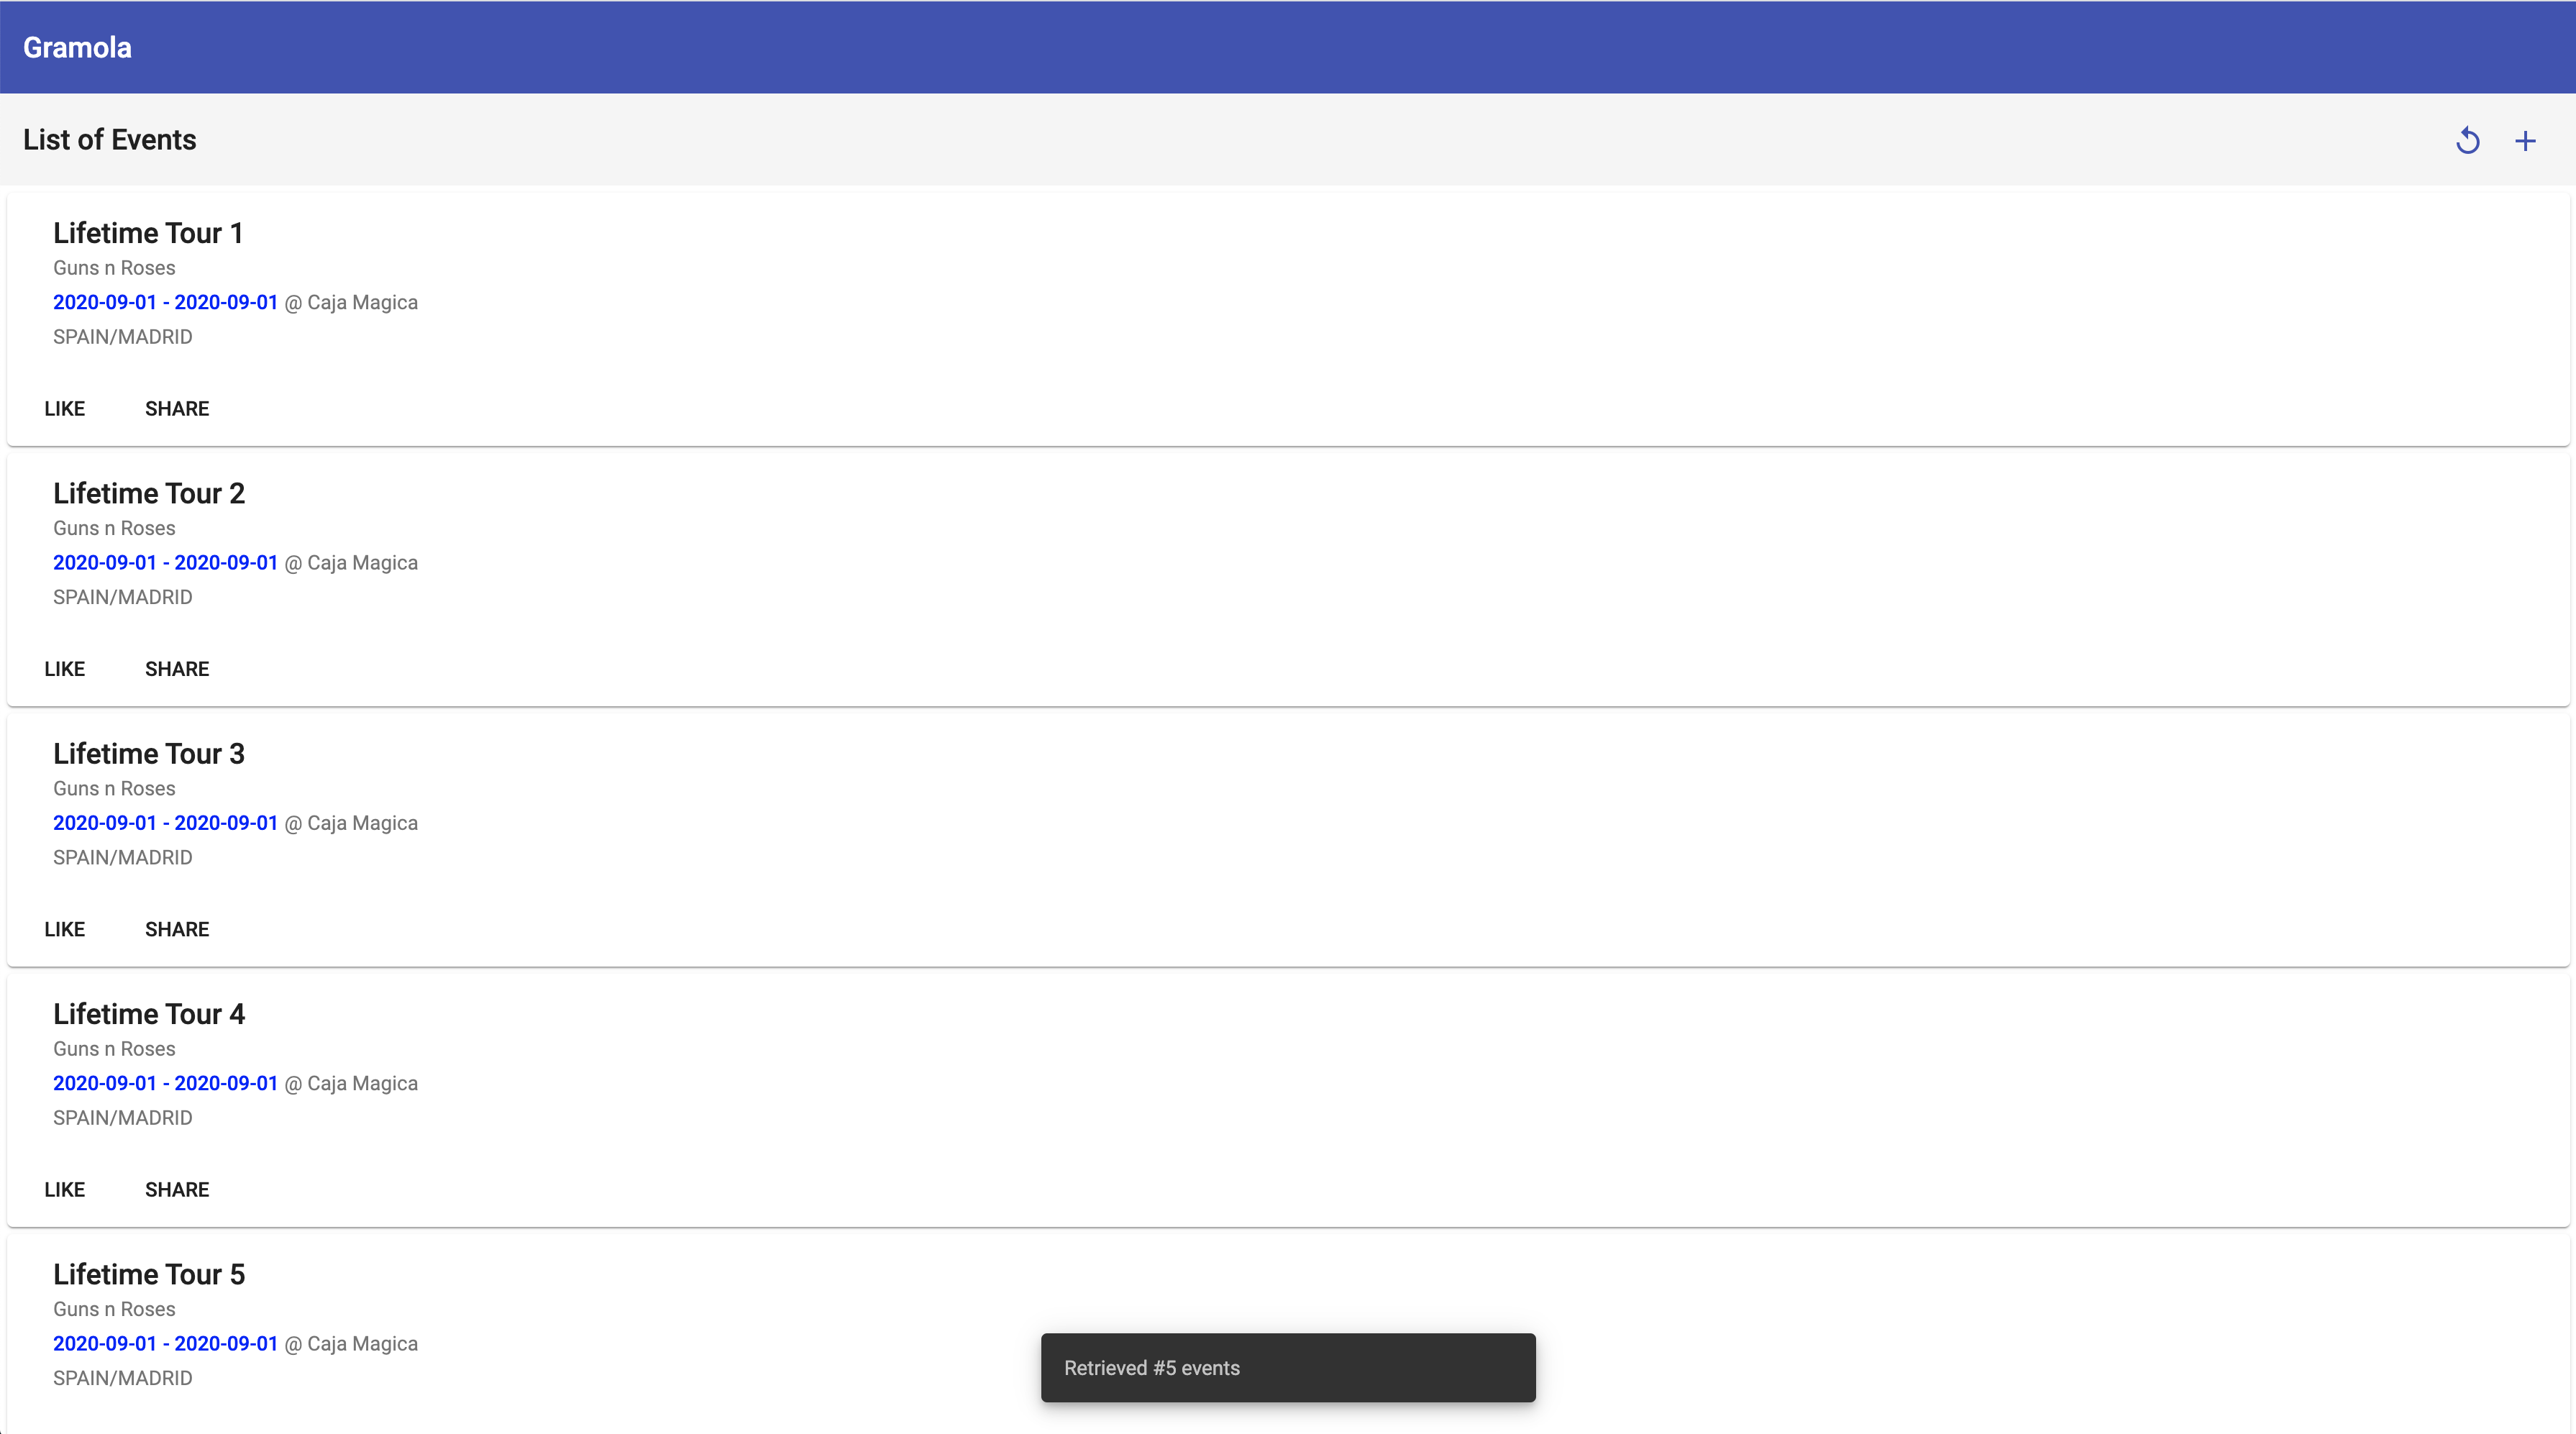 Gramola
List of Events
Lifetime Tour 1
Guns n Roses
2020-09-01 - 2020-09-01 @ Caja Magica
SPAIN/MADRID
LIKE SHARE
Lifetime Tour 2
Guns n Roses
2020-09-01 - 2020-09-01 @ Caja Magica
SPAIN/MADRID
LIKE SHARE
Lifetime Tour 3
Guns n Roses
2020-09-01 - 2020-09-01 @ Caja Magica
SPAIN/MADRID
LIKE SHARE
Lifetime Tour 4
Guns n Roses
2020-09-01 - 2020-09-01 @ Caja Magica
SPAIN/MADRID
LIKE SHARE
Lifetime Tour 5
Guns n Roses
2020-09-01 - 2020-09-01 @ Caja Magica
SPAIN/MADRID
Retrieved #5 events